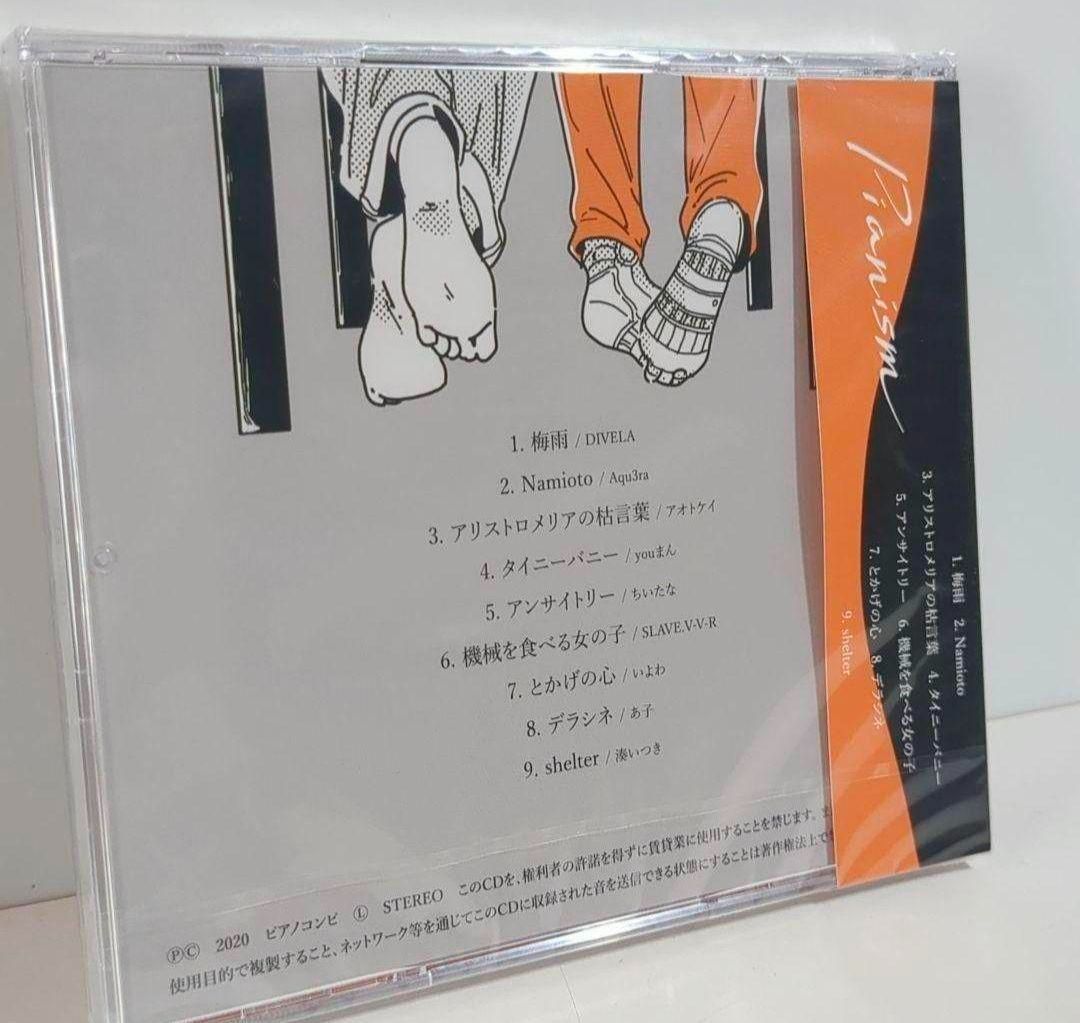 1. 梅雨 / DIVELA
2. Namioto / Aqu3ra
3. アリストロメリアの枯言葉 / アオトケイ
4. タイニーバニー / youまん
5. アンサイトリー / ちいたな
6. 機械を食べる女の子 / SLAVE.V-V-R
7. とかげの心 / いよわ
8. デラシネ / あ子
9. shelter / 湊いつき
ⓅⒸ 2020 ピアノコンピ Ⓛ STEREO このCDを、権利者の許諾を得ずに賃貸業に使用することを禁じます。
使用目的で複製すること、ネットワーク等を通じてこのCDに収録された音を送信できる状態にすることは著作権法上で
Pianism
1. 梅雨 2. Namioto
3. アリストロメリアの枯言葉 4. タイニーバニー
5. アンサイトリー 6. 機械を食べる女の子
7. とかげの心 8. デラシネ
9. shelter